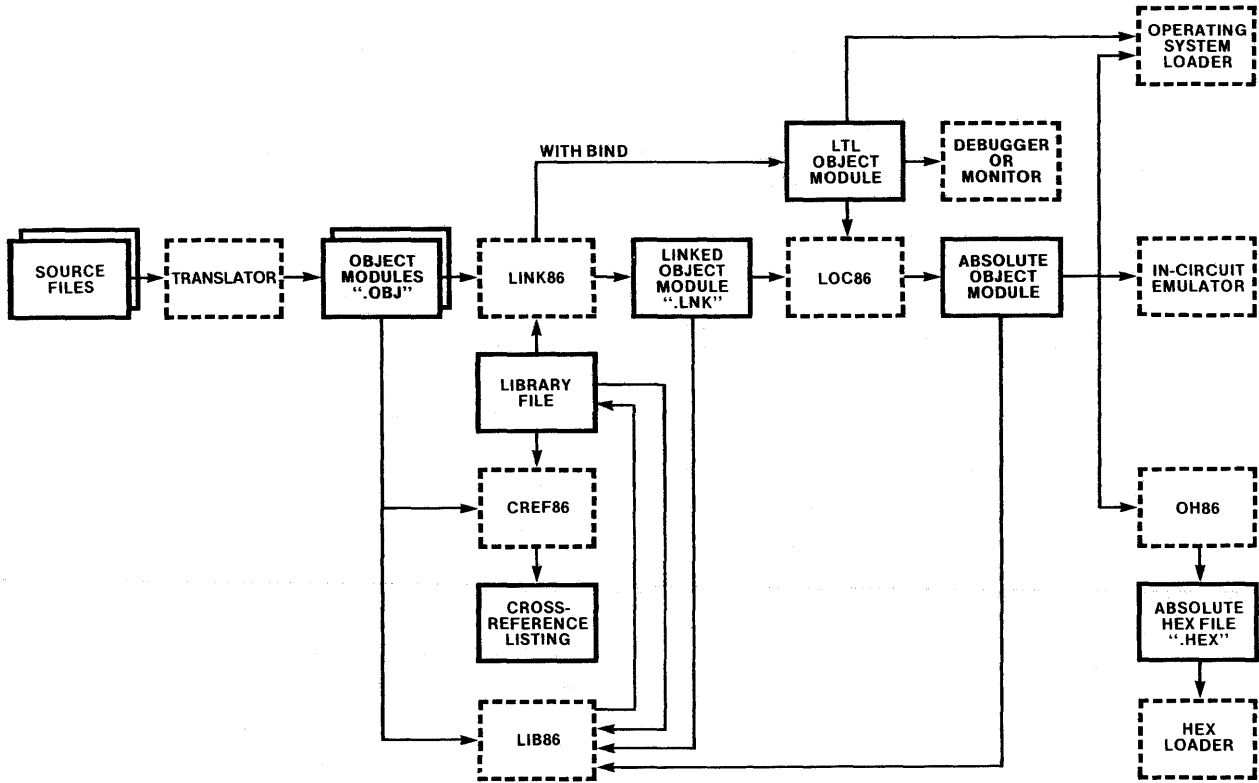 OPERATING
SYSTEM
LOADER
WITH BIND
LTL
OBJECT
MODULE
DEBUGGER
OR
MONITOR
SOURCE
FILES
TRANSLATOR
OBJECT
MODULES
“.OBJ”
LINK86
LINKED
OBJECT
MODULE
“.LNK”
LOC86
ABSOLUTE
OBJECT
MODULE
IN-CIRCUIT
EMULATOR
LIBRARY
FILE
CREF86
OH86
CROSS-
REFERENCE
LISTING
ABSOLUTE
HEX FILE
“.HEX”
LIB86
HEX
LOADER